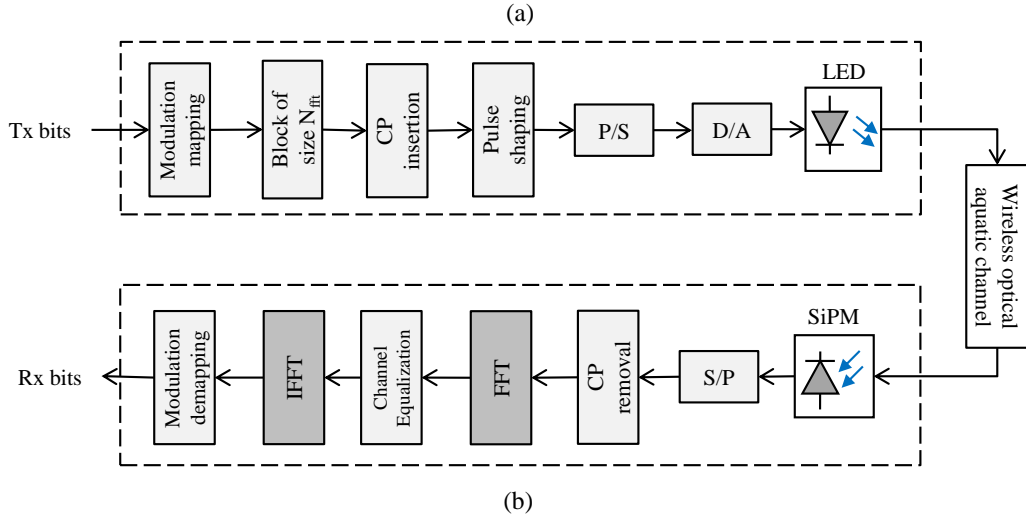 (a)
LED
Tx bits
Modulation
mapping
Block of
size Nfft
CP
insertion
Pulse
shaping
P/S
D/A
Wireless optical
aquatic channel
SiPM
Rx bits
Modulation
demapping
IFFT
Channel
Equalization
FFT
CP
removal
S/P
(b)